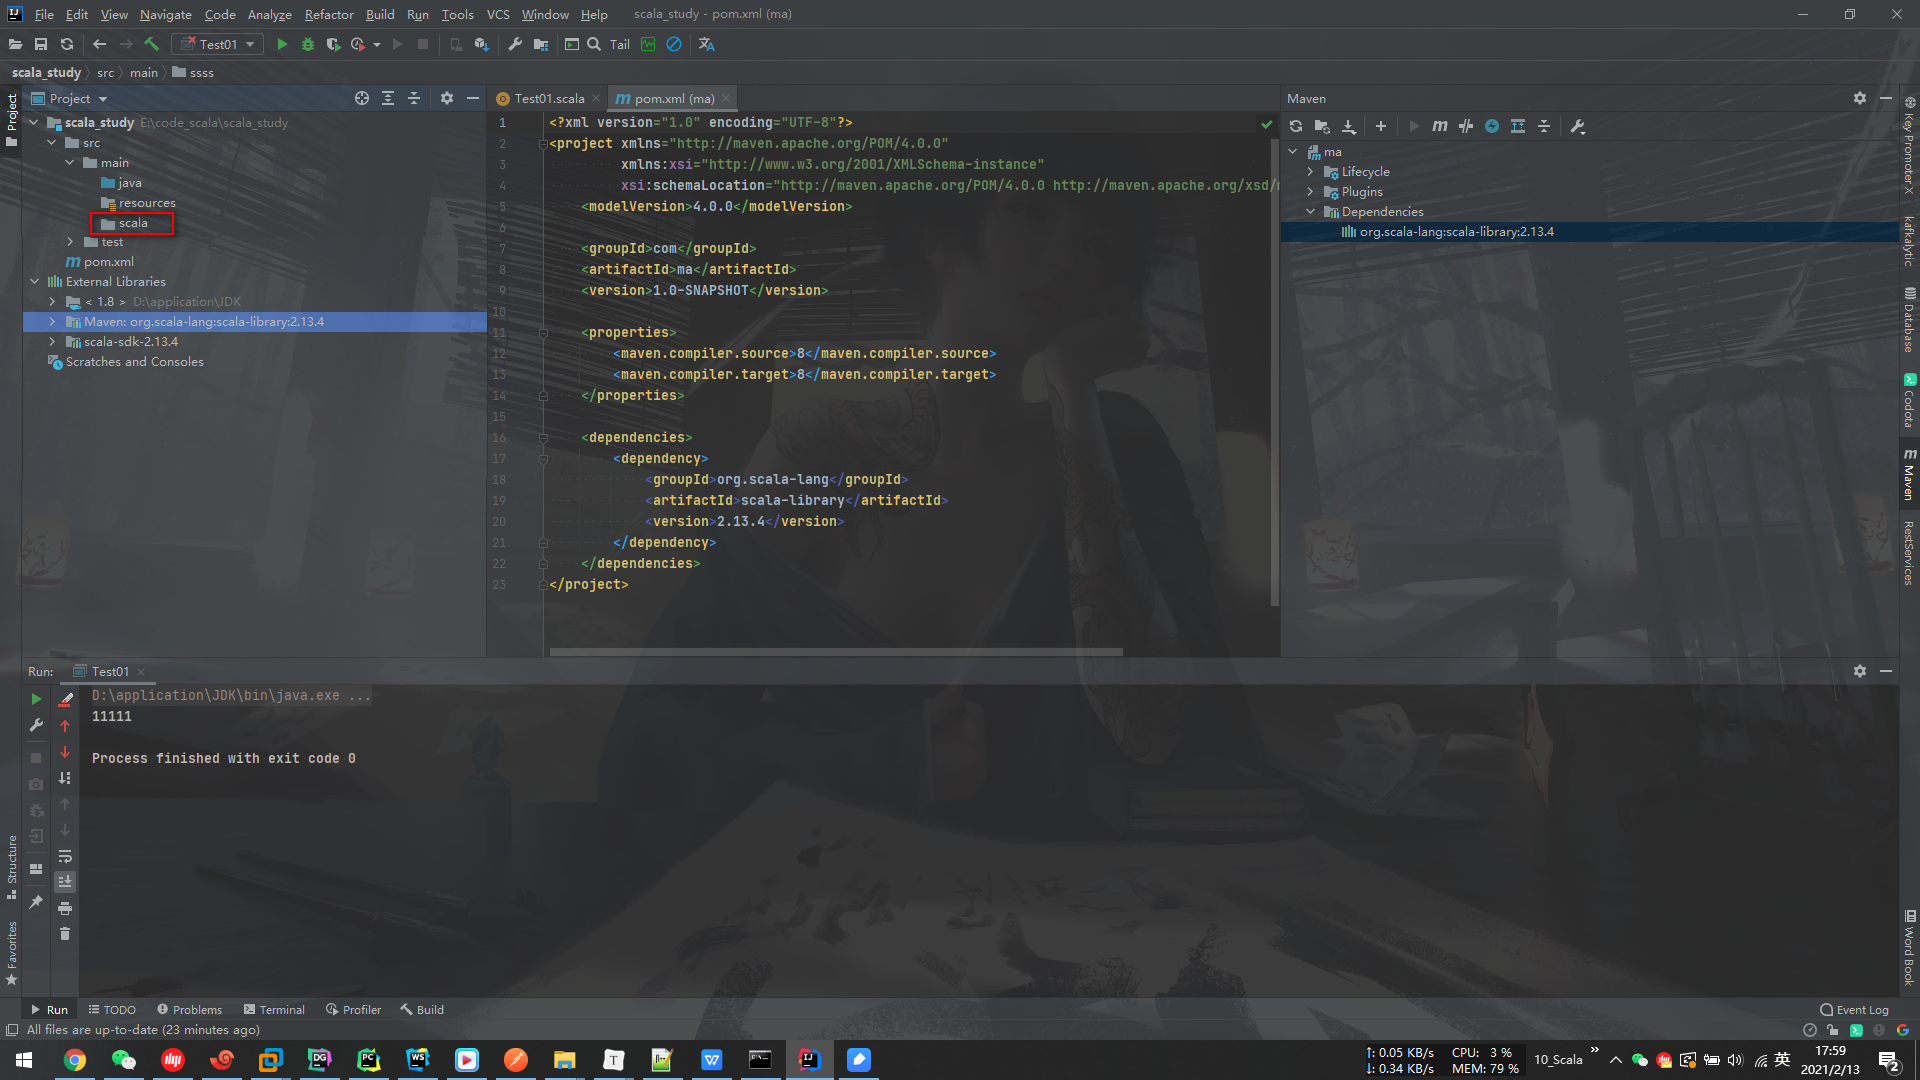 File Edit View Navigate Code Analyze Refactor Build Run Tools VCS Window Help scala_study - pom.xml (ma)
Test01 Tail
scala_study src main ssss
Project
Test01.scala pom.xml (ma)
Maven
scala_study E:\code_scala\scala_study
src
main
java
resources
scala
test
pom.xml
External Libraries
< 1.8 > D:\application\JDK
Maven: org.scala-lang:scala-library:2.13.4
scala-sdk-2.13.4
Scratches and Consoles
1 <?xml version="1.0" encoding="UTF-8"?>
2 <project xmlns="http://maven.apache.org/POM/4.0.0"
3 xmlns:xsi="http://www.w3.org/2001/XMLSchema-instance"
4 xsi:schemaLocation="http://maven.apache.org/POM/4.0.0 http://maven.apache.org/xsd/
5 <modelVersion>4.0.0</modelVersion>
6
7 <groupId>com</groupId>
8 <artifactId>ma</artifactId>
9 <version>1.0-SNAPSHOT</version>
10
11 <properties>
12 <maven.compiler.source>8</maven.compiler.source>
13 <maven.compiler.target>8</maven.compiler.target>
14 </properties>
15
16 <dependencies>
17 <dependency>
18 <groupId>org.scala-lang</groupId>
19 <artifactId>scala-library</artifactId>
20 <version>2.13.4</version>
21 </dependency>
22 </dependencies>
23 </project>
ma
Lifecycle
Plugins
Dependencies
org.scala-lang:scala-library:2.13.4
Project
Structure
Favorites
Key Promoter X
kafkalytic
Database
Codota
Maven
RestServices
Word Book
Run: Test01
D:\application\JDK\bin\java.exe ...
11111
Process finished with exit code 0
Run TODO Problems Terminal Profiler Build Event Log
All files are up-to-date (23 minutes ago)
↑: 0.05 KB/s CPU: 3 %
↓: 0.34 KB/s MEM: 79 %
10_Scala
英
17:59
2021/2/13
2